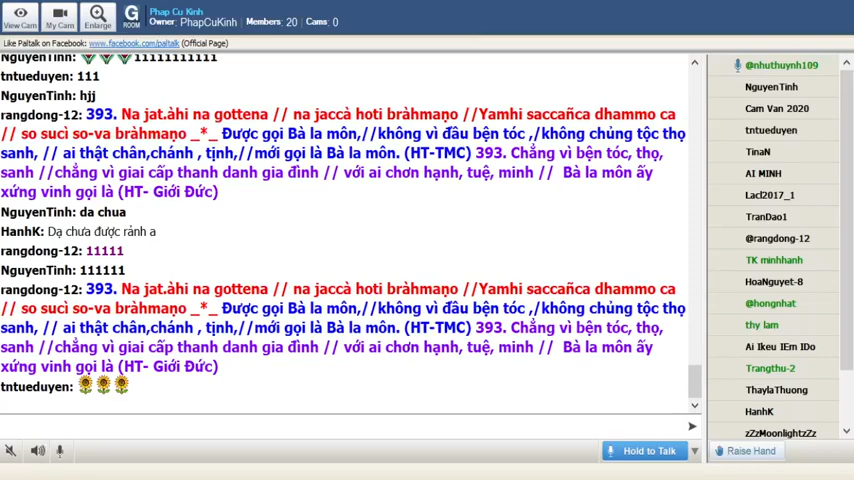 View Cam
My Cam
Enlarge
G
ROOM
Phap Cu Kinh
Owner: PhapCuKinh Members: 20 Cams: 0
Like Paltalk on Facebook: www.facebook.com/paltalk (Official Page)
NguyenTinh: 11111111111
tntueduyen: 111
NguyenTinh: hjj
rangdong-12: 393. Na jat.àhi na gottena // na jaccà hoti bràhmaṇo //Yamhi saccañca dhammo ca
// so sucì so-va bràhmaṇo _*_ Được gọi Bà la môn,//không vì đầu bện tóc ,/không chủng tộc thọ
sanh, // ai thật chân,chánh , tịnh,//mới gọi là Bà la môn. (HT-TMC) 393. Chẳng vì bện tóc, thọ,
sanh //chẳng vì giai cấp thanh danh gia đình // với ai chơn hạnh, tuệ, minh // Bà la môn ấy
xứng vinh gọi là (HT- Giới Đức)
NguyenTinh: da chua
HanhK: Dạ chưa được rảnh a
rangdong-12: 11111
NguyenTinh: 111111
rangdong-12: 393. Na jat.àhi na gottena // na jaccà hoti bràhmaṇo //Yamhi saccañca dhammo ca
// so sucì so-va bràhmaṇo _*_ Được gọi Bà la môn,//không vì đầu bện tóc ,/không chủng tộc thọ
sanh, // ai thật chân,chánh , tịnh,//mới gọi là Bà la môn. (HT-TMC) 393. Chẳng vì bện tóc, thọ,
sanh //chẳng vì giai cấp thanh danh gia đình // với ai chơn hạnh, tuệ, minh // Bà la môn ấy
xứng vinh gọi là (HT- Giới Đức)
tntueduyen:
Hold to Talk
@nhuthuynh109
NguyenTinh
Cam Van 2020
tntueduyen
TinaN
AI MINH
Lacl2017_1
TranDao1
@rangdong-12
TK minhhanh
HoaNguyet-8
@hongnhat
thy lam
Ai Ikeu IEm IDo
Trangthu-2
ThaylaThuong
HanhK
zZzMoonlightzZz
Raise Hand